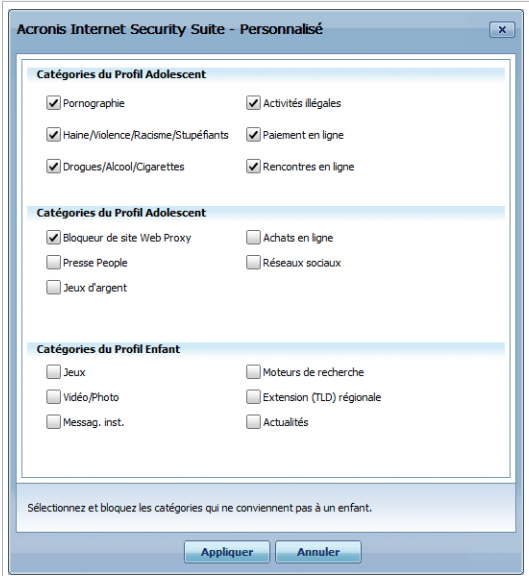 Acronis Internet Security Suite - Personnalisé
Catégories du Profil Adolescent
Pornographie
Activités illégales
Haine/Violence/Racisme/Stupéfiants
Paiement en ligne
Drogues/Alcool/Cigarettes
Rencontres en ligne
Catégories du Profil Adolescent
Bloqueur de site Web Proxy
Achats en ligne
Presse People
Réseaux sociaux
Jeux d'argent
Catégories du Profil Enfant
Jeux
Moteurs de recherche
Vidéo/Photo
Extension (TLD) régionale
Messag. inst.
Actualités
Sélectionnez et bloquez les catégories qui ne conviennent pas à un enfant.
Appliquer
Annuler